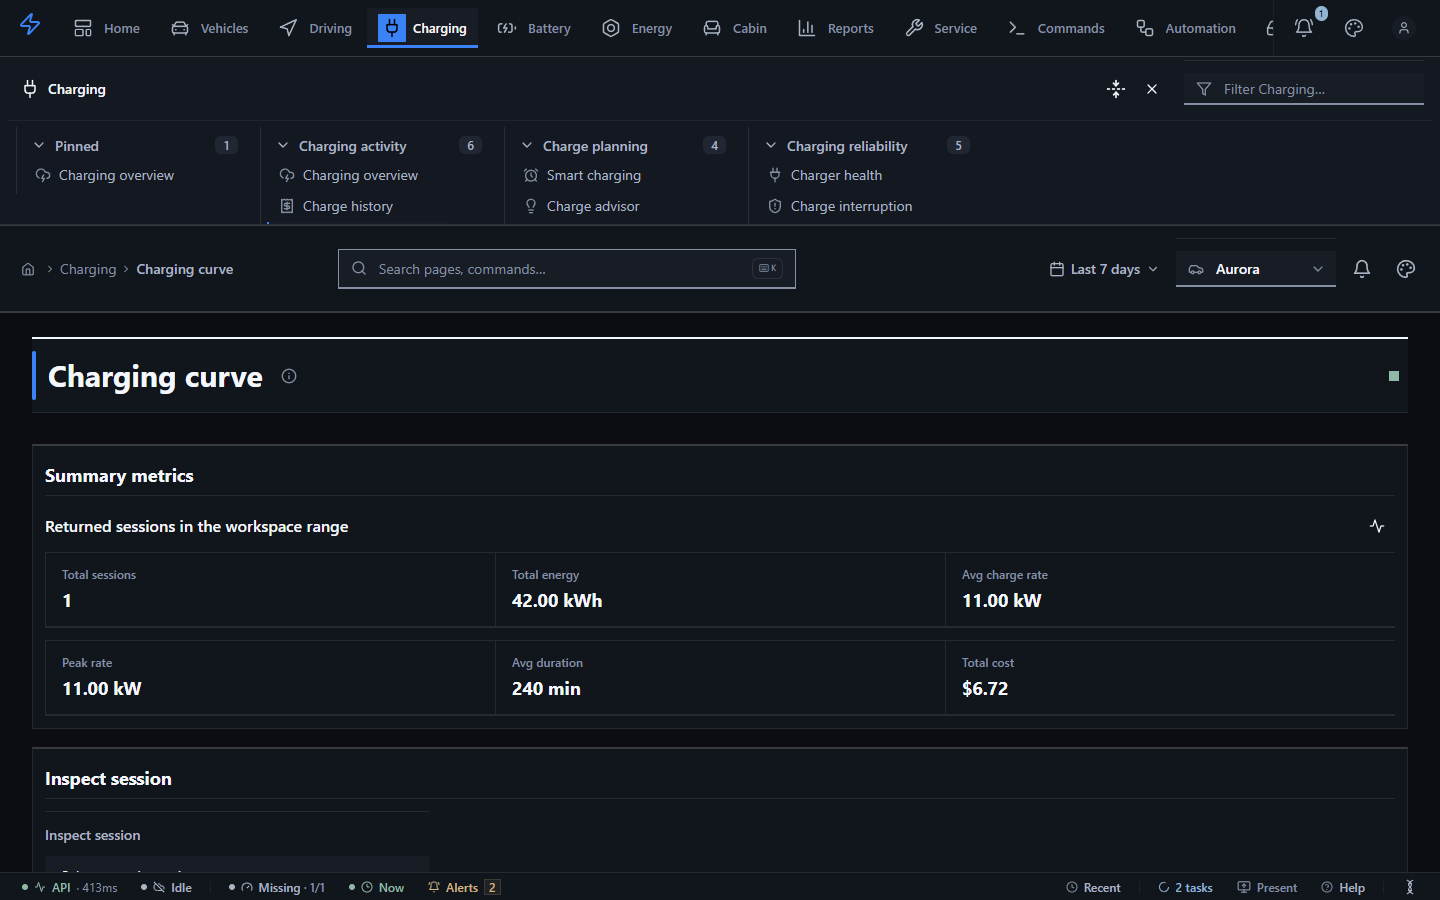 Home
Vehicles
Driving
Charging
Battery
Energy
Cabin
Reports
Service
Commands
Automation
1
Charging
Filter Charging...
Pinned 1
Charging overview
Charging activity 6
Charging overview
Charge history
Charge planning 4
Smart charging
Charge advisor
Charging reliability 5
Charger health
Charge interruption
Charging
Charging curve
Search pages, commands...
K
Last 7 days
Aurora
Charging curve
Summary metrics
Returned sessions in the workspace range
Total sessions
1
Total energy
42.00 kWh
Avg charge rate
11.00 kW
Peak rate
11.00 kW
Avg duration
240 min
Total cost
$6.72
Inspect session
Inspect session
API · 413ms
Idle
Missing · 1/1
Now
Alerts 2
Recent
2 tasks
Present
Help